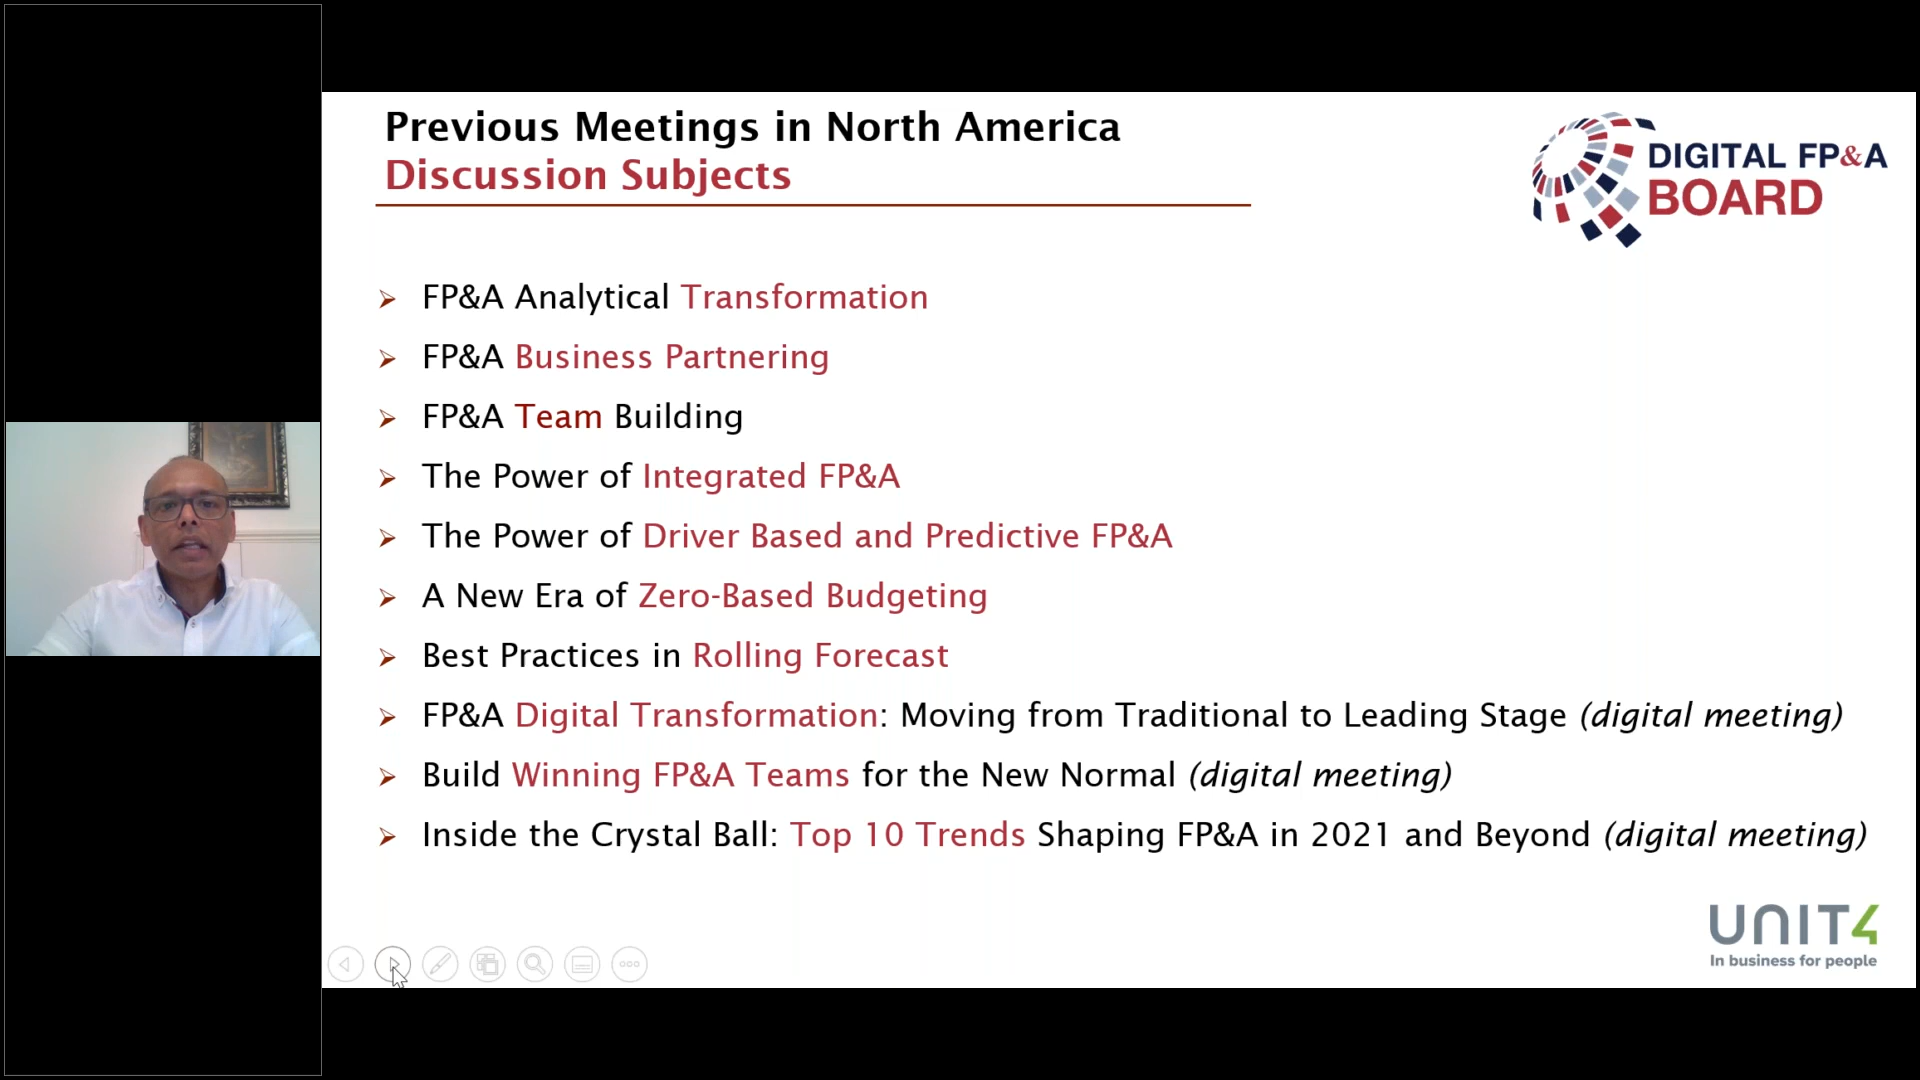 Previous Meetings in North America
Discussion Subjects
DIGITAL FP&A
BOARD
FP&A Analytical Transformation
FP&A Business Partnering
FP&A Team Building
The Power of Integrated FP&A
The Power of Driver Based and Predictive FP&A
A New Era of Zero-Based Budgeting
Best Practices in Rolling Forecast
FP&A Digital Transformation: Moving from Traditional to Leading Stage (digital meeting)
Build Winning FP&A Teams for the New Normal (digital meeting)
Inside the Crystal Ball: Top 10 Trends Shaping FP&A in 2021 and Beyond (digital meeting)
UNIT4
In business for people